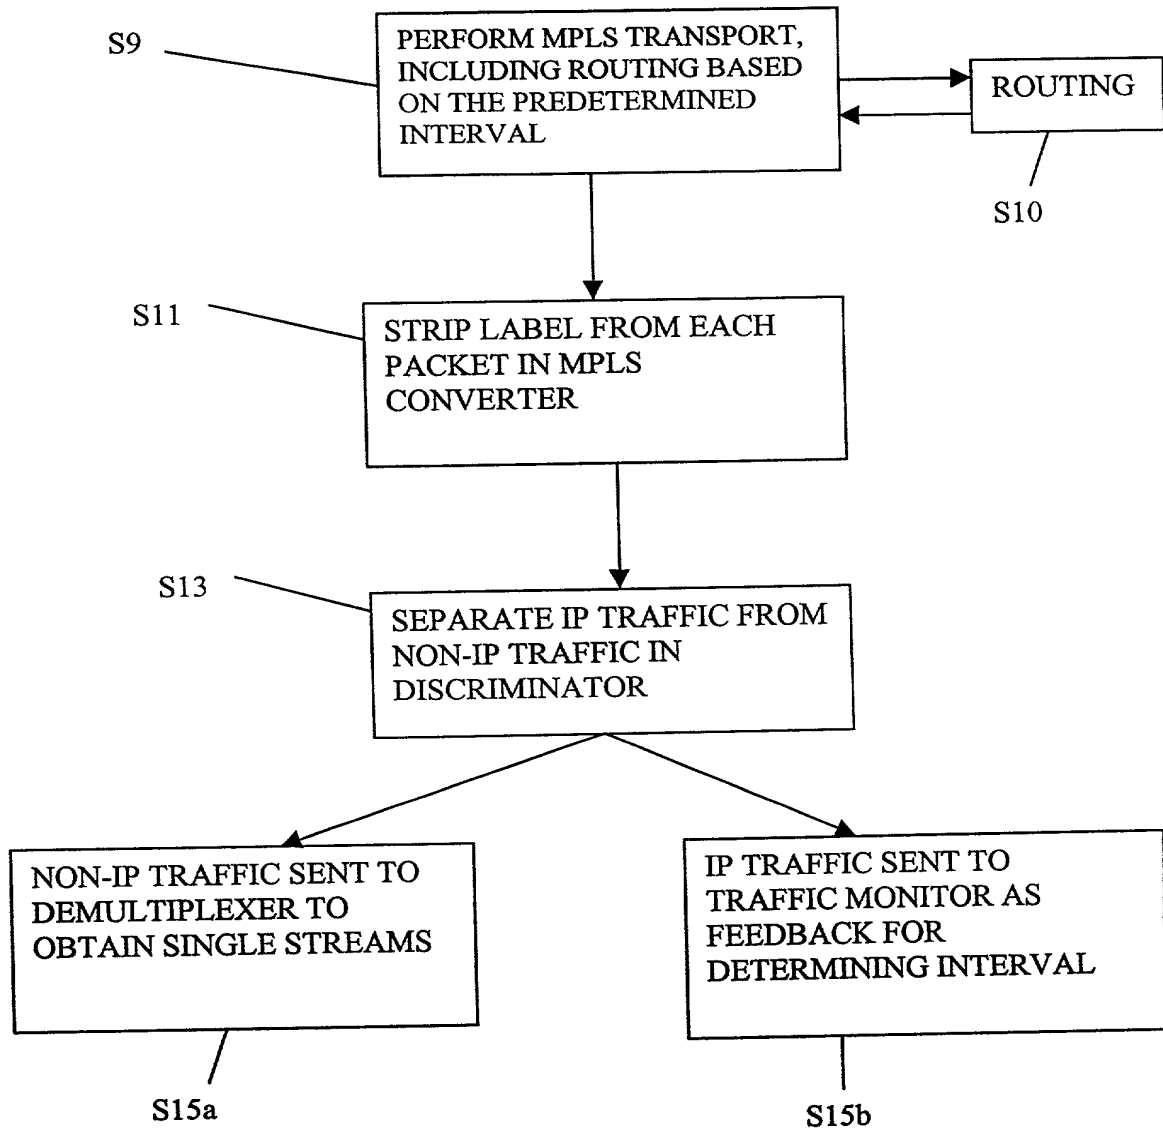 S9
PERFORM MPLS TRANSPORT,
INCLUDING ROUTING BASED
ON THE PREDETERMINED
INTERVAL
ROUTING
S10
S11
STRIP LABEL FROM EACH
PACKET IN MPLS
CONVERTER
S13
SEPARATE IP TRAFFIC FROM
NON-IP TRAFFIC IN
DISCRIMINATOR
NON-IP TRAFFIC SENT TO
DEMULTIPLEXER TO
OBTAIN SINGLE STREAMS
IP TRAFFIC SENT TO
TRAFFIC MONITOR AS
FEEDBACK FOR
DETERMINING INTERVAL
S15a
S15b